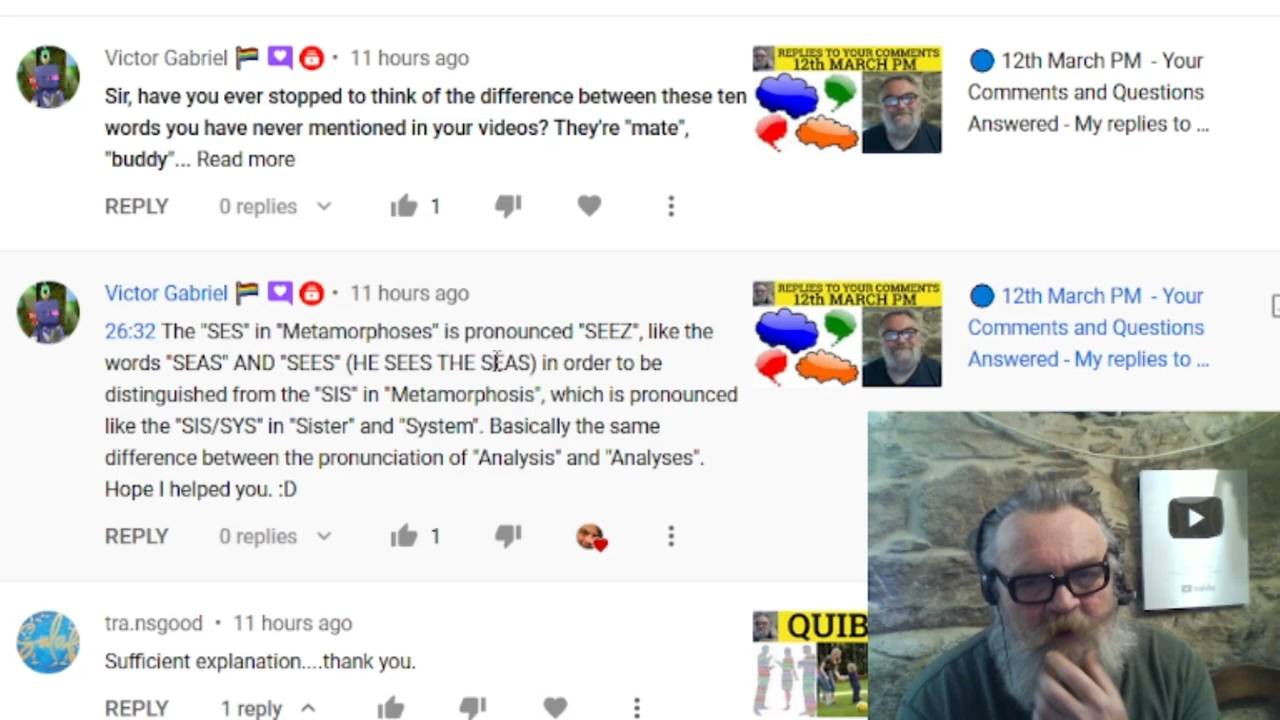 Victor Gabriel • 11 hours ago
Sir, have you ever stopped to think of the difference between these ten
words you have never mentioned in your videos? They're "mate",
"buddy"... Read more
REPLY 0 replies 1
REPLIES TO YOUR COMMENTS
12th MARCH PM
12th March PM - Your
Comments and Questions
Answered - My replies to ...
Victor Gabriel • 11 hours ago
26:32 The "SES" in "Metamorphoses" is pronounced "SEEZ", like the
words "SEAS" AND "SEES" (HE SEES THE SEAS) in order to be
distinguished from the "SIS" in "Metamorphosis", which is pronounced
like the "SIS/SYS" in "Sister" and "System". Basically the same
difference between the pronunciation of "Analysis" and "Analyses".
Hope I helped you. :D
REPLY 0 replies 1
REPLIES TO YOUR COMMENTS
12th MARCH PM
12th March PM - Your
Comments and Questions
Answered - My replies to ...
tra.nsgood • 11 hours ago
Sufficient explanation....thank you.
REPLY 1 reply
QUIB